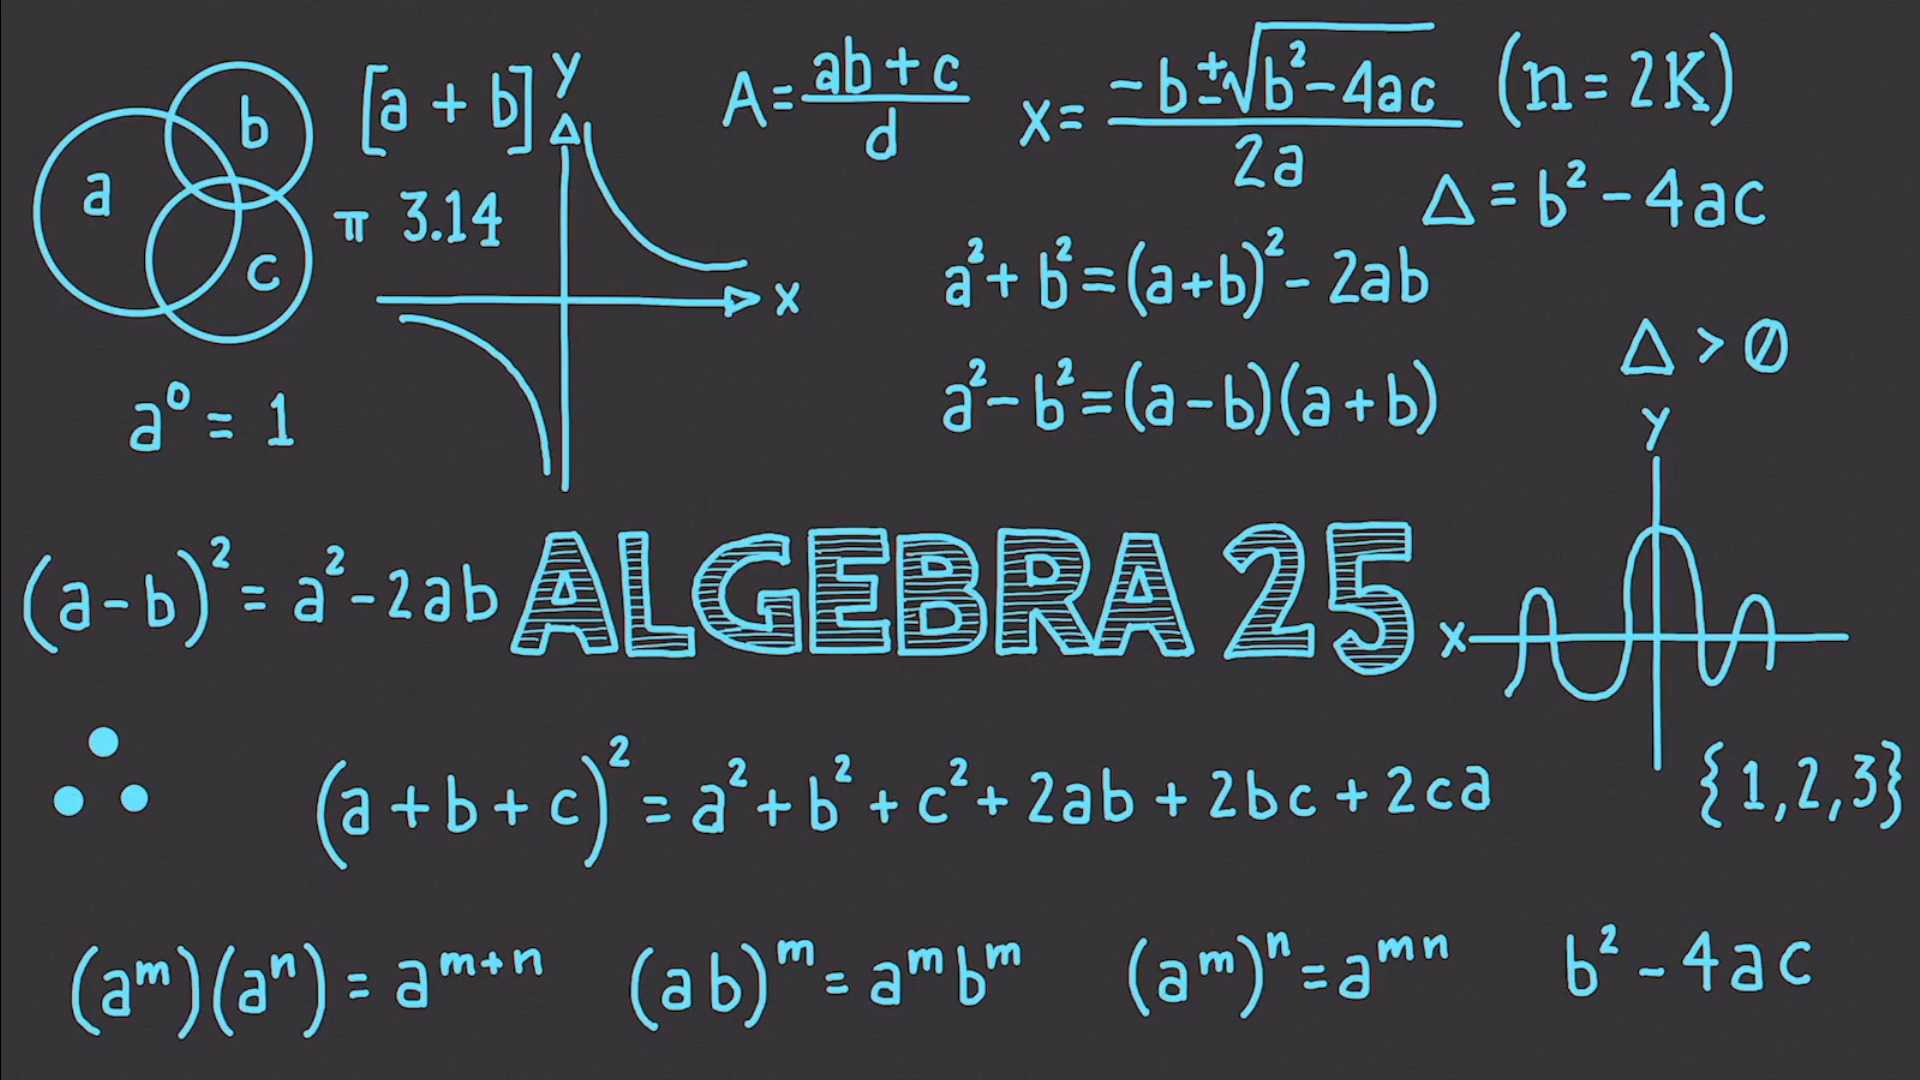 a
b
c
[a + b]
π 3.14
a⁰ = 1
y
x
A = (ab + c)/d
x = (-b ± √(b² - 4ac))/2a
(n = 2K)
Δ = b² - 4ac
a² + b² = (a+b)² - 2ab
a² - b² = (a-b)(a+b)
Δ > 0
(a-b)² = a² - 2ab
ALGEBRA 25
y
x
∴
(a + b + c)² = a² + b² + c² + 2ab + 2bc + 2ca
{1,2,3}
(aᵐ)(aⁿ) = aᵐ⁺ⁿ
(ab)ᵐ = aᵐbᵐ
(aᵐ)ⁿ = aᵐⁿ
b² - 4ac